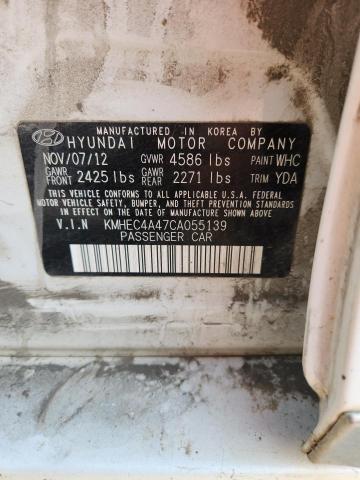 MANUFACTURED IN KOREA BY
HYUNDAI MOTOR COMPANY
NOV/07/12 GVWR 4586 lbs PAINT WHC
GAWR FRONT 2425 lbs GAWR REAR 2271 lbs TRIM YDA
THIS VEHICLE CONFORMS TO ALL APPLICABLE U.S.A. FEDERAL
MOTOR VEHICLE SAFETY, BUMPER, AND THEFT PREVENTION
STANDARDS IN EFFECT ON THE DATE OF MANUFACTURE SHOWN ABOVE.
V.I.N KMHEC4A47CA055139
PASSENGER CAR